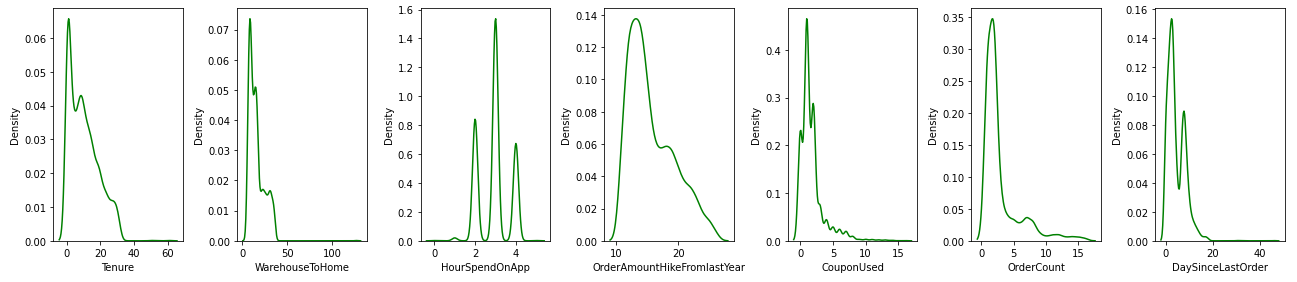 0.06
0.05
0.04
0.03
0.02
0.01
0.00
Density
0 20 40 60
Tenure
0.07
0.06
0.05
0.04
0.03
0.02
0.01
0.00
Density
0 50 100
WarehouseToHome
1.6
1.4
1.2
1.0
0.8
0.6
0.4
0.2
0.0
Density
0 2 4
HourSpendOnApp
0.14
0.12
0.10
0.08
0.06
0.04
0.02
0.00
Density
10 20
OrderAmountHikeFromlastYear
0.4
0.3
0.2
0.1
0.0
Density
0 5 10 15
CouponUsed
0.35
0.30
0.25
0.20
0.15
0.10
0.05
0.00
Density
0 5 10 15
OrderCount
0.16
0.14
0.12
0.10
0.08
0.06
0.04
0.02
0.00
Density
0 20 40
DaySinceLastOrder